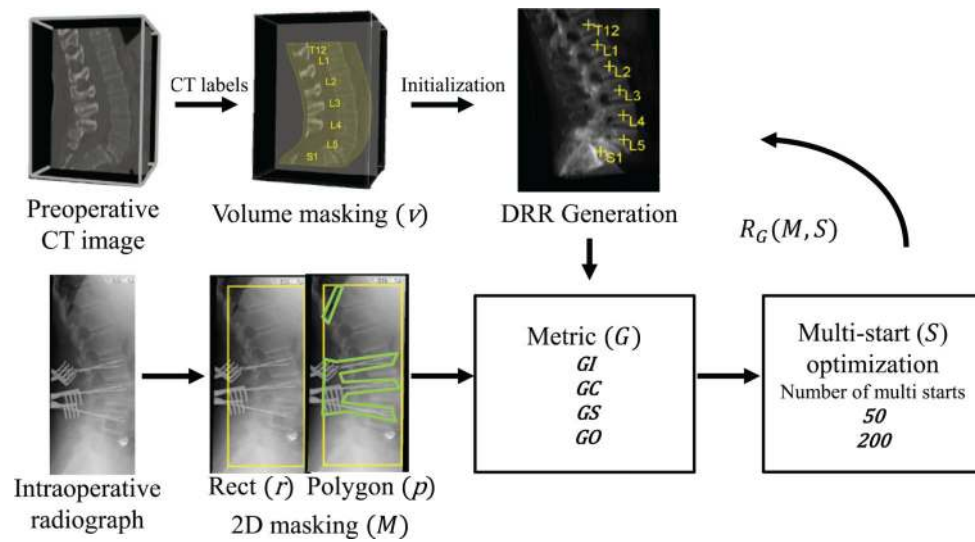 CT labels
Initialization
T12
L1
L2
L3
L4
L5
S1
T12
L1
L2
L3
L4
L5
S1
Preoperative
CT image
Volume masking (v)
DRR Generation
R_G(M, S)
Metric (G)
GI
GC
GS
GO
Multi-start (S)
optimization
Number of multi starts
50
200
Intraoperative
radiograph
Rect (r) Polygon (p)
2D masking (M)